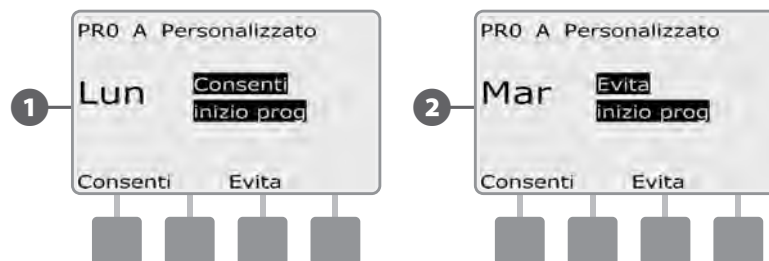 PR0 A Personalizzato
1
Lun
Consenti
inizio prog
Consenti Evita
PR0 A Personalizzato
2
Mar
Evita
inizio prog
Consenti Evita